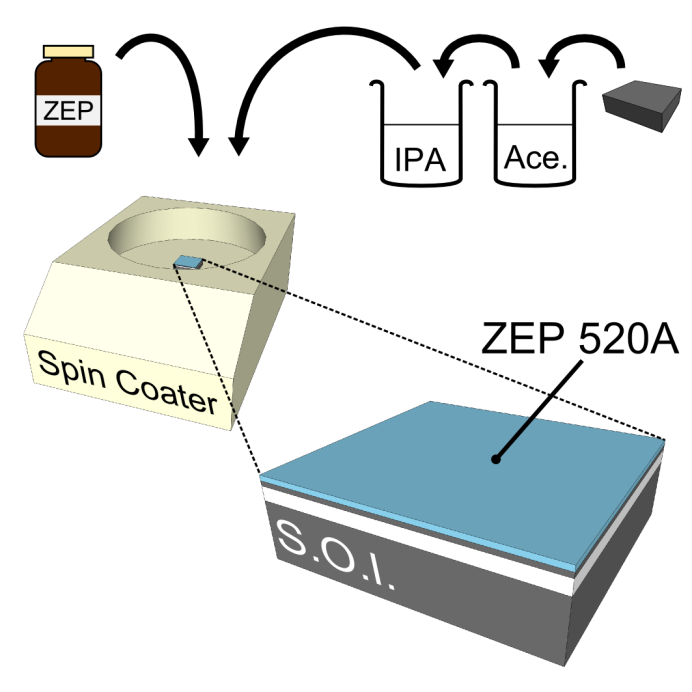 ZEP
IPA
Ace.
Spin Coater
ZEP 520A
S.O.I.